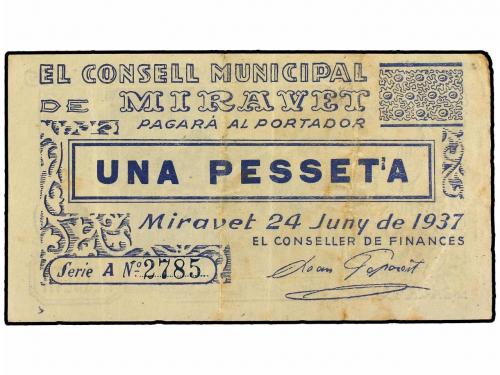 EL CONSELL MUNICIPAL
DE MIRAVET
PAGARÀ AL PORTADOR
UNA PESSETA
Miravet 24 Juny de 1937
EL CONSELLER DE FINANCES
Serie A Nº 2785
Joan